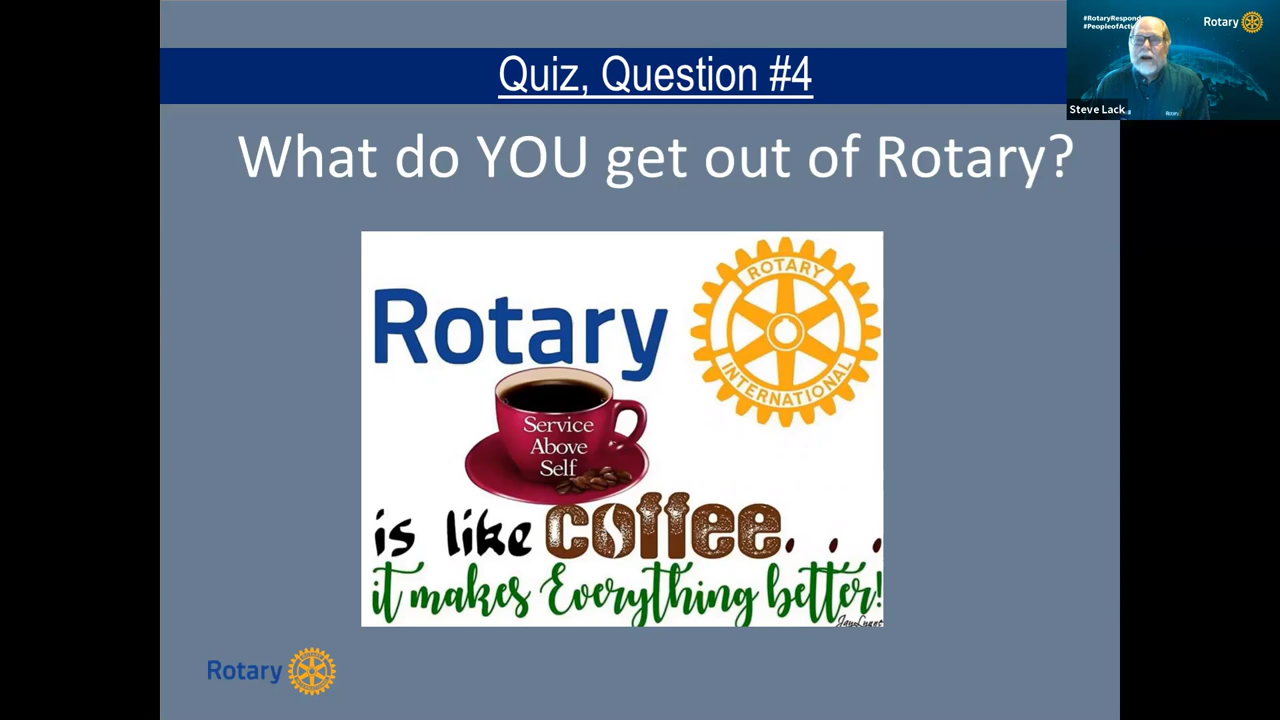 Quiz, Question #4
What do YOU get out of Rotary?
Rotary
ROTARY
INTERNATIONAL
Service
Above
Self
is like coffee. . .
it makes Everything better!
Rotary
#RotaryResponds
Rotary
Steve Lack